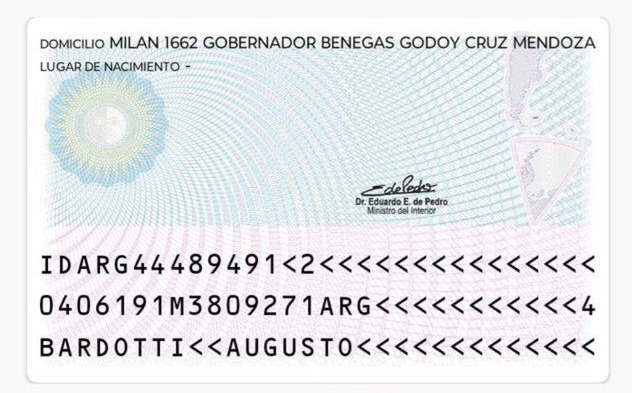 DOMICILIO MILAN 1662 GOBERNADOR BENEGAS GODOY CRUZ MENDOZA
LUGAR DE NACIMIENTO -
Dr. Eduardo E. de Pedro
Ministro del Interior
IDARG44489491<2<<<<<<<<<<<<<<<
0406191M3809271ARG<<<<<<<<<<<4
BARDOTTI<<AUGUSTO<<<<<<<<<<<<<